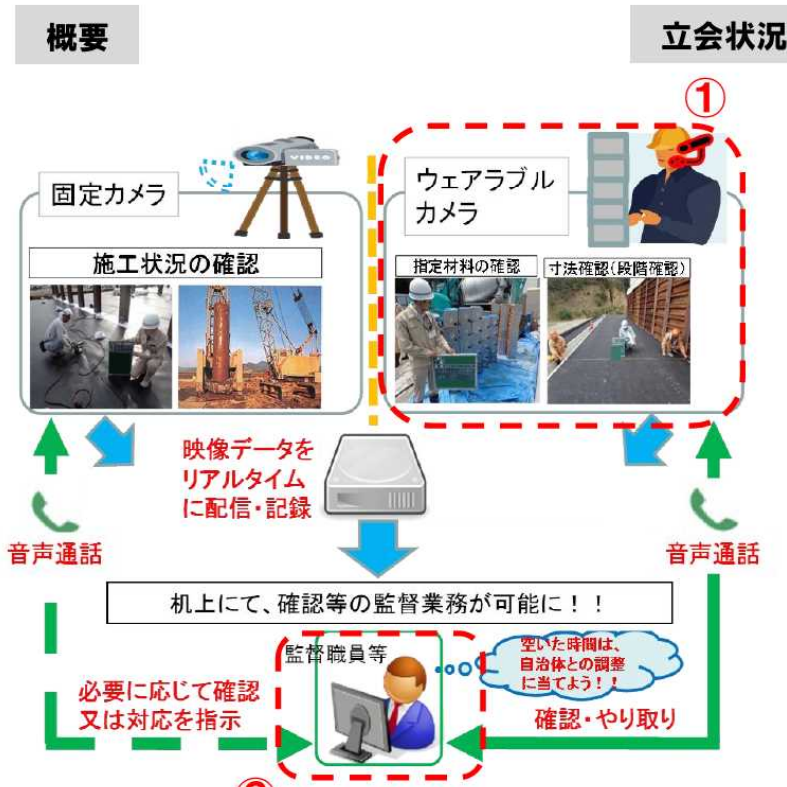 概要
立会状況
①
VIDEO
固定カメラ
ウェアラブル
カメラ
施工状況の確認
指定材料の確認
寸法確認(段階確認)
映像データを
リアルタイム
に配信・記録
音声通話
音声通話
机上にて、確認等の監督業務が可能に！！
監督職員等
空いた時間は、
自治体との調整
に当てよう！！
必要に応じて確認
又は対応を指示
確認・やり取り